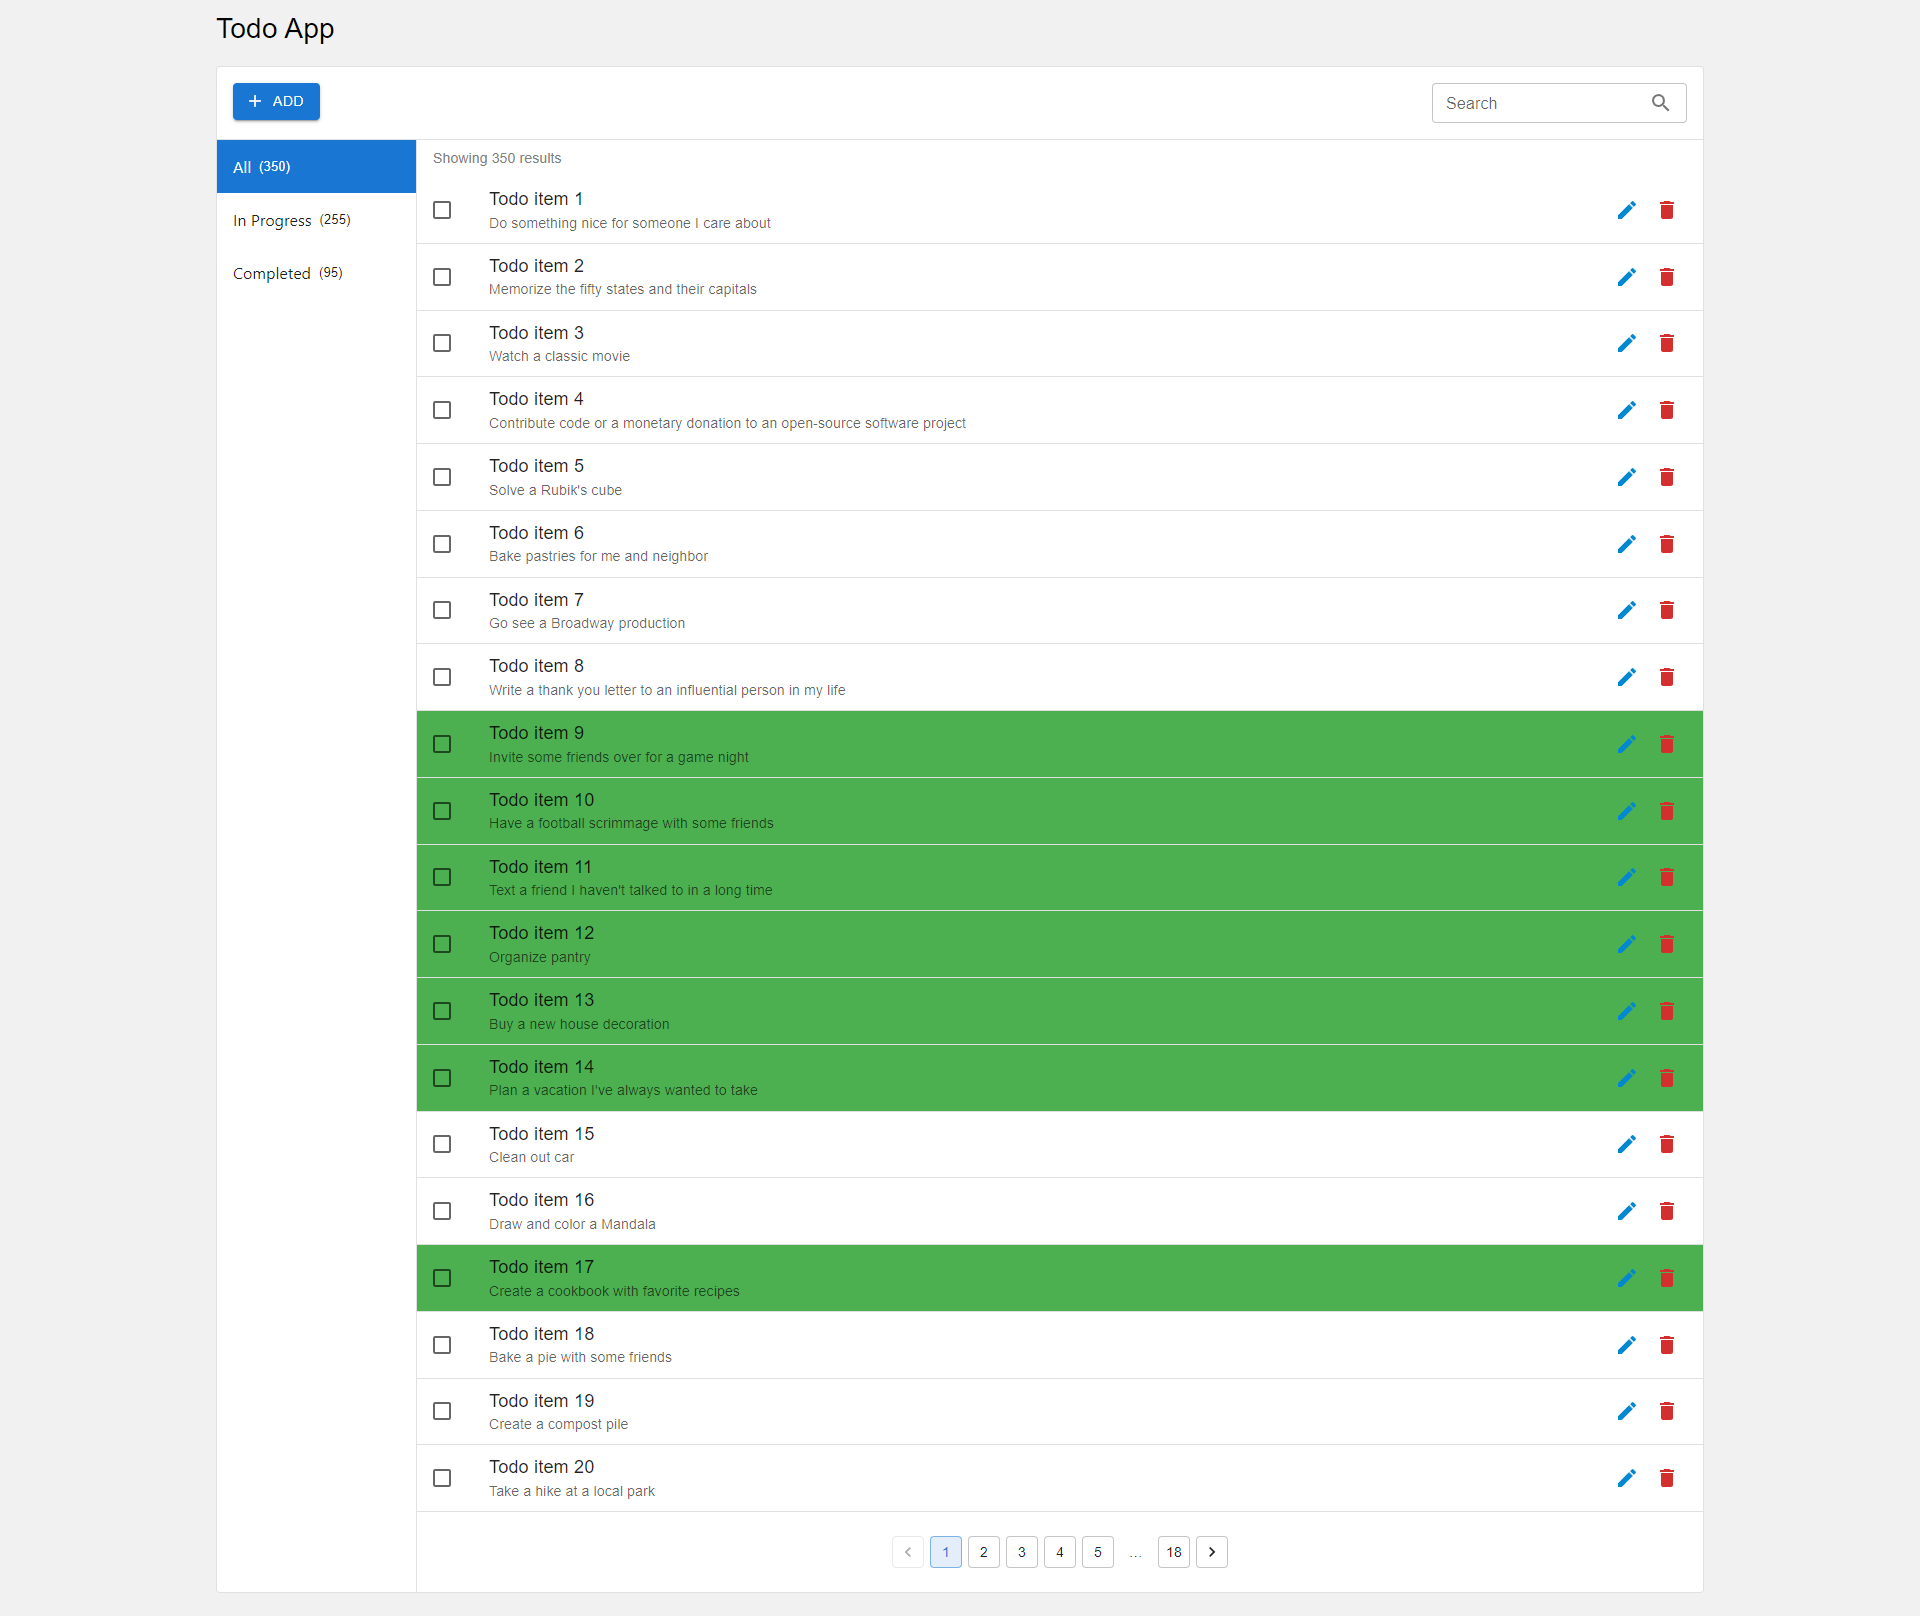 Todo App
ADD
Search
All (350)
In Progress (255)
Completed (95)
Showing 350 results
Todo item 1
Do something nice for someone I care about
Todo item 2
Memorize the fifty states and their capitals
Todo item 3
Watch a classic movie
Todo item 4
Contribute code or a monetary donation to an open-source software project
Todo item 5
Solve a Rubik's cube
Todo item 6
Bake pastries for me and neighbor
Todo item 7
Go see a Broadway production
Todo item 8
Write a thank you letter to an influential person in my life
Todo item 9
Invite some friends over for a game night
Todo item 10
Have a football scrimmage with some friends
Todo item 11
Text a friend I haven't talked to in a long time
Todo item 12
Organize pantry
Todo item 13
Buy a new house decoration
Todo item 14
Plan a vacation I've always wanted to take
Todo item 15
Clean out car
Todo item 16
Draw and color a Mandala
Todo item 17
Create a cookbook with favorite recipes
Todo item 18
Bake a pie with some friends
Todo item 19
Create a compost pile
Todo item 20
Take a hike at a local park
1 2 3 4 5 ... 18